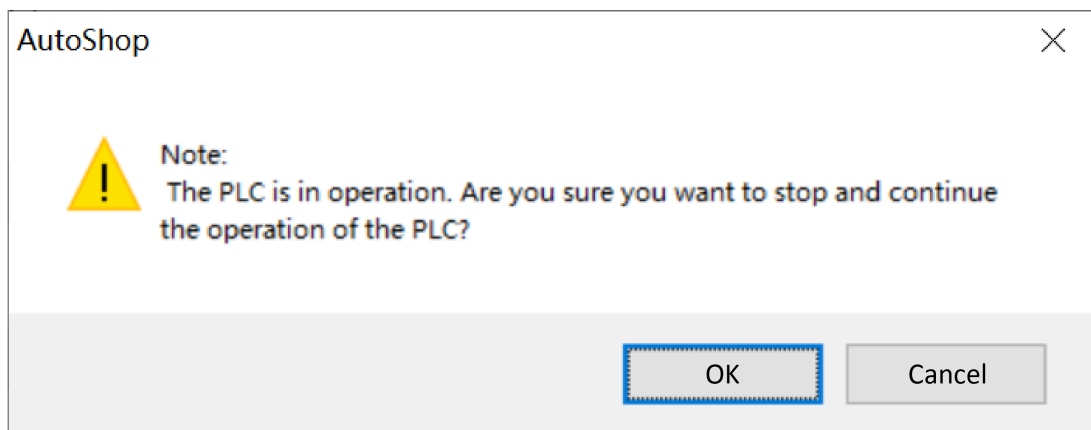 AutoShop
Note:
The PLC is in operation. Are you sure you want to stop and continue
the operation of the PLC?
OK
Cancel